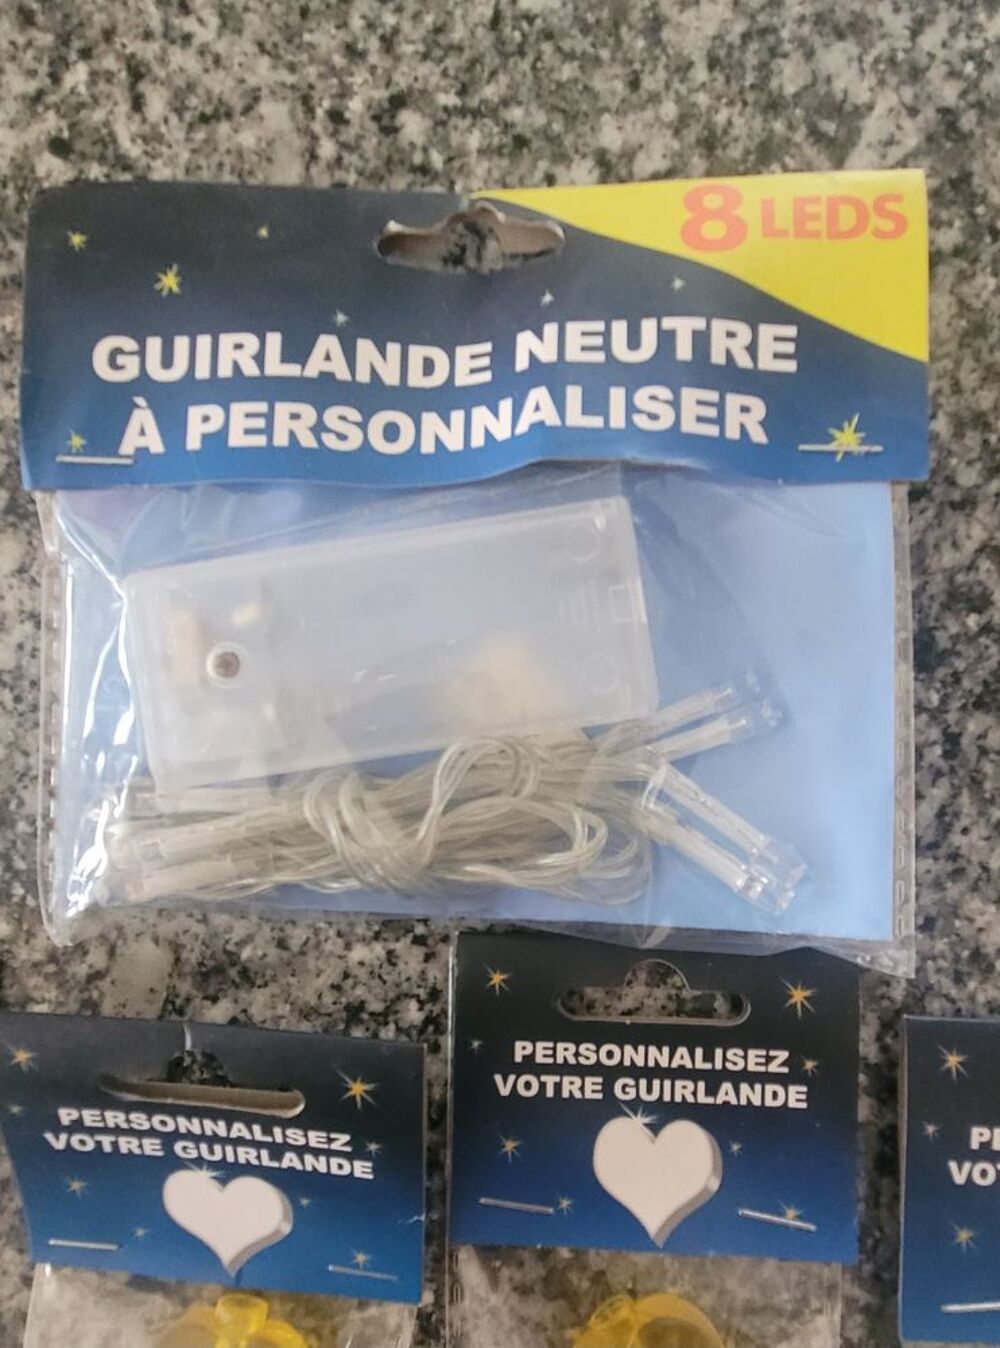 8 LEDS
GUIRLANDE NEUTRE
À PERSONNALISER
PERSONNALISEZ
VOTRE GUIRLANDE
PERSONNALISEZ
VOTRE GUIRLANDE